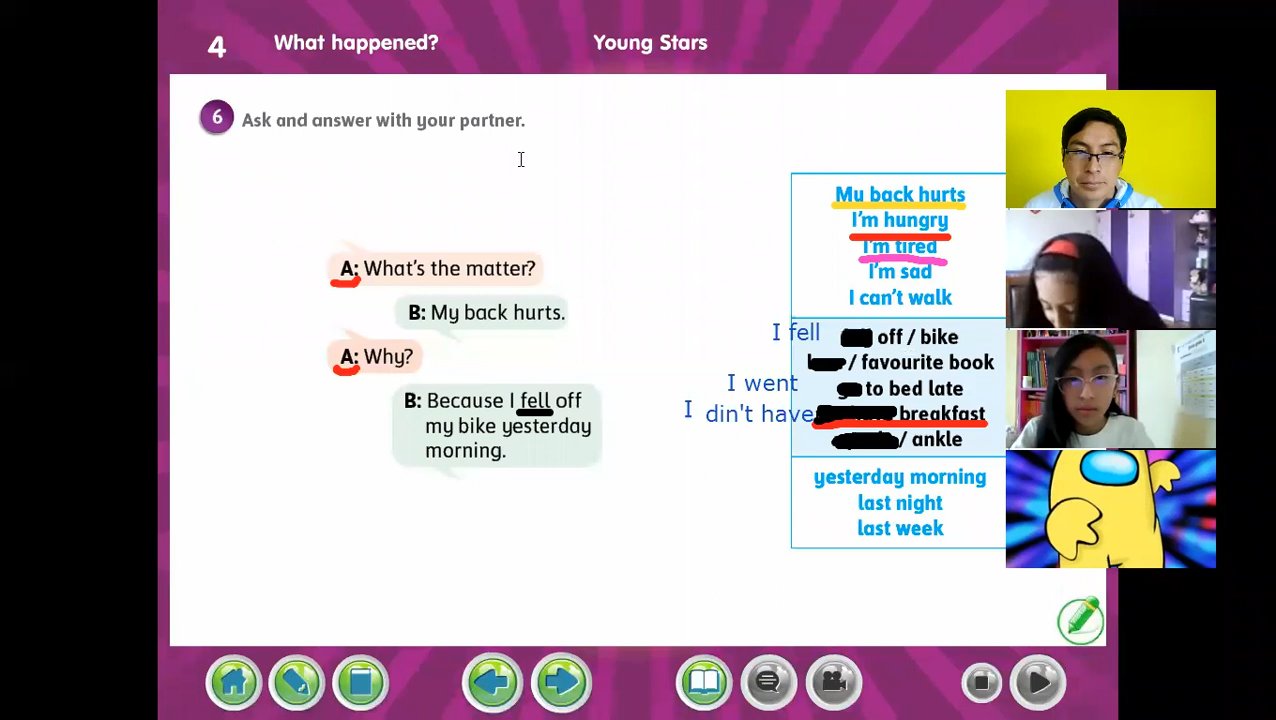 4 What happened? Young Stars
6 Ask and answer with your partner.
A: What's the matter?
B: My back hurts.
A: Why?
B: Because I fell off
my bike yesterday
morning.
Mu back hurts
I'm hungry
I'm tired
I'm sad
I can't walk
I fell off / bike
/ favourite book
I went to bed late
I din't have breakfast
/ ankle
yesterday morning
last night
last week